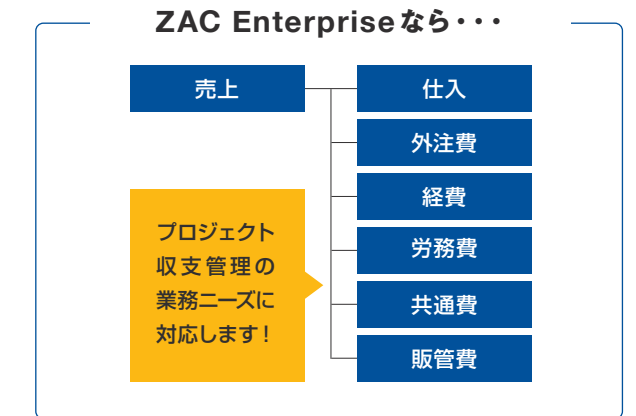 ZAC Enterpriseなら・・・
売上
仕入
外注費
経費
労務費
共通費
販管費
プロジェクト
収支管理の
業務ニーズに
対応します！